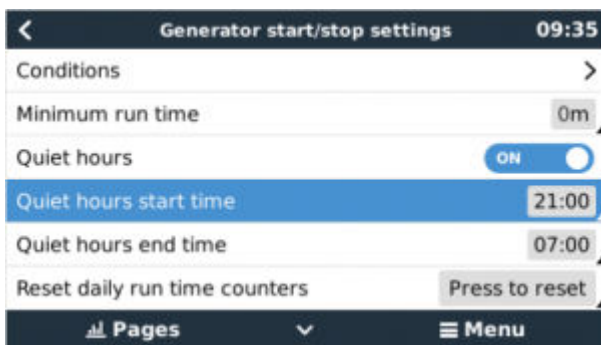 Generator start/stop settings 09:35
Conditions
Minimum run time 0m
Quiet hours ON
Quiet hours start time 21:00
Quiet hours end time 07:00
Reset daily run time counters Press to reset
Pages Menu